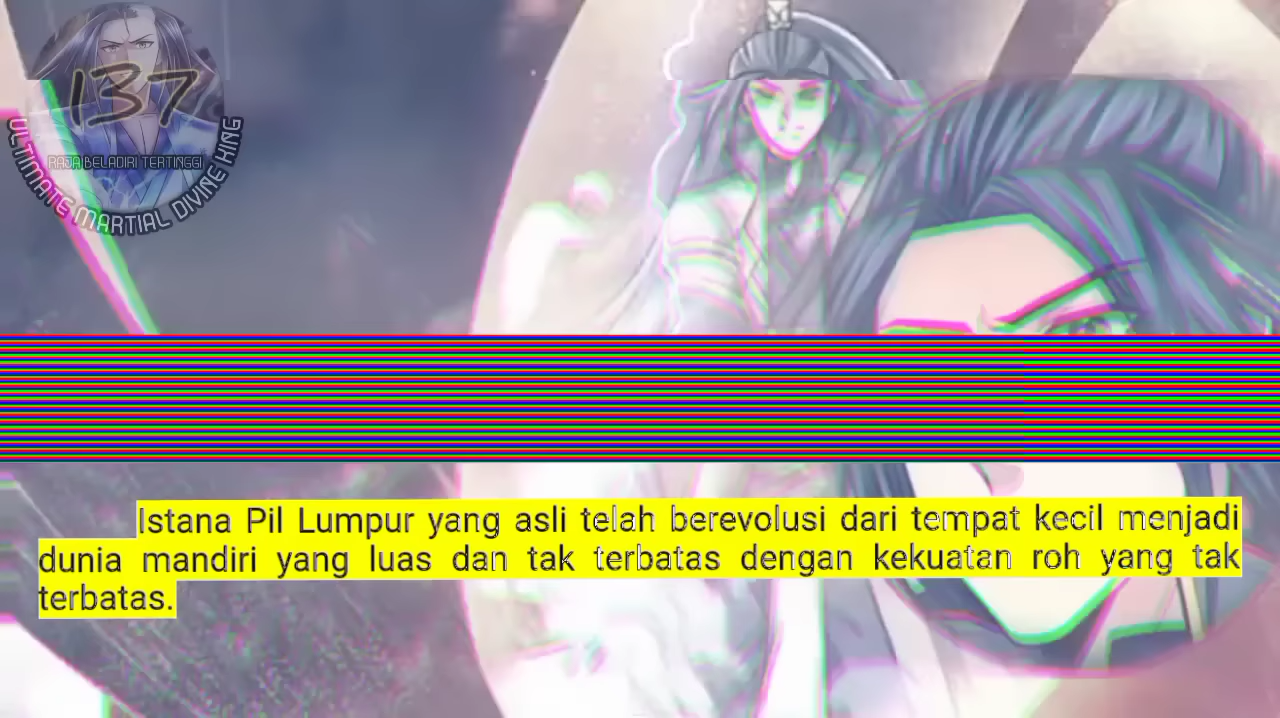 137
RAJA BELADIRI TERTINGGI
ULTIMATE MARTIAL DIVINE KING
Istana Pil Lumpur yang asli telah berevolusi dari tempat kecil menjadi
dunia mandiri yang luas dan tak terbatas dengan kekuatan roh yang tak
terbatas.